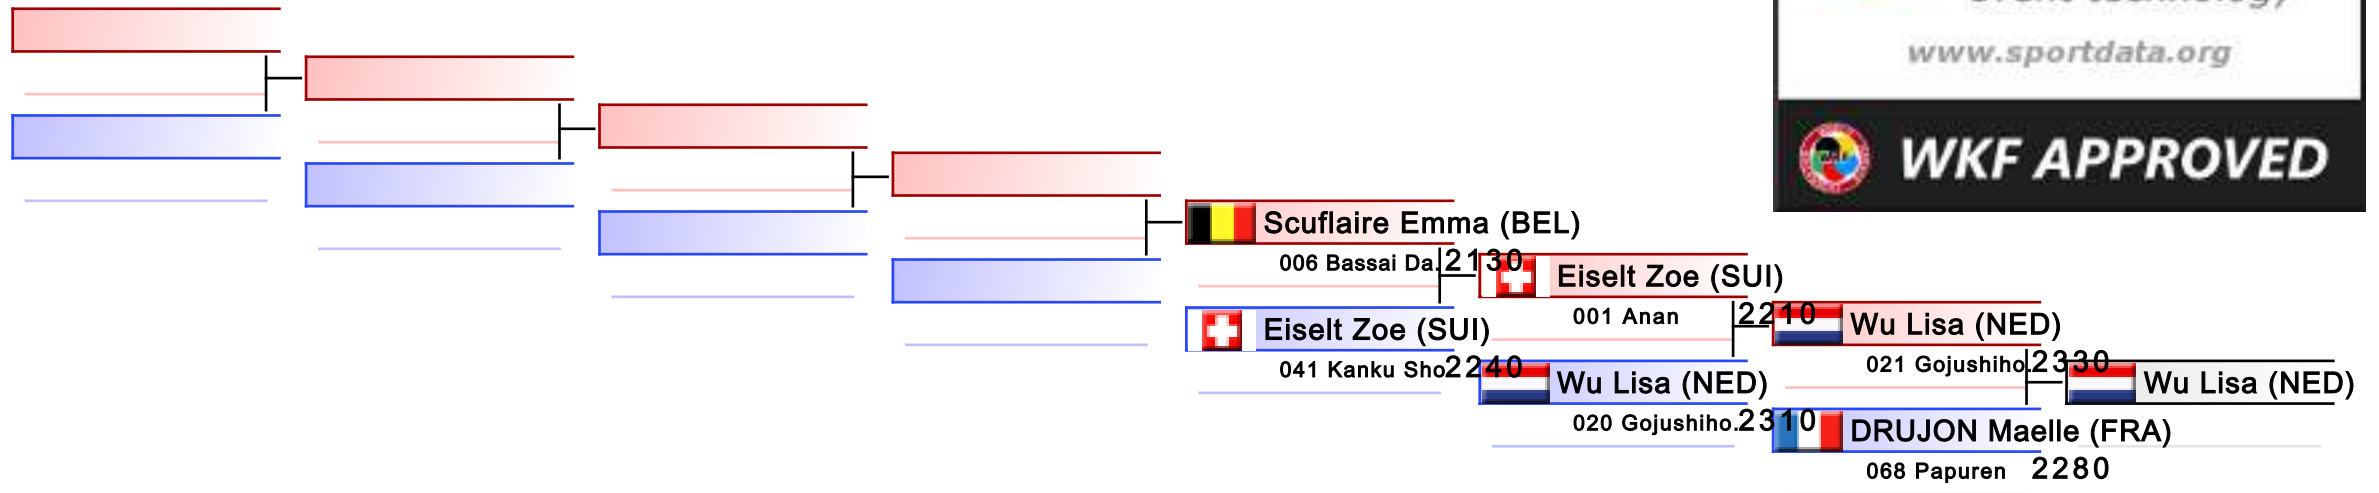 www.sportdata.org
WKF APPROVED
Scuflaire Emma (BEL)
006 Bassai Da. 2130
Eiselt Zoe (SUI)
041 Kanku Sho 2240
Eiselt Zoe (SUI)
001 Anan 2210
Wu Lisa (NED)
020 Gojushiho. 2310
Wu Lisa (NED)
021 Gojushiho. 2330
DRUJON Maelle (FRA)
068 Papuren 2280
Wu Lisa (NED)